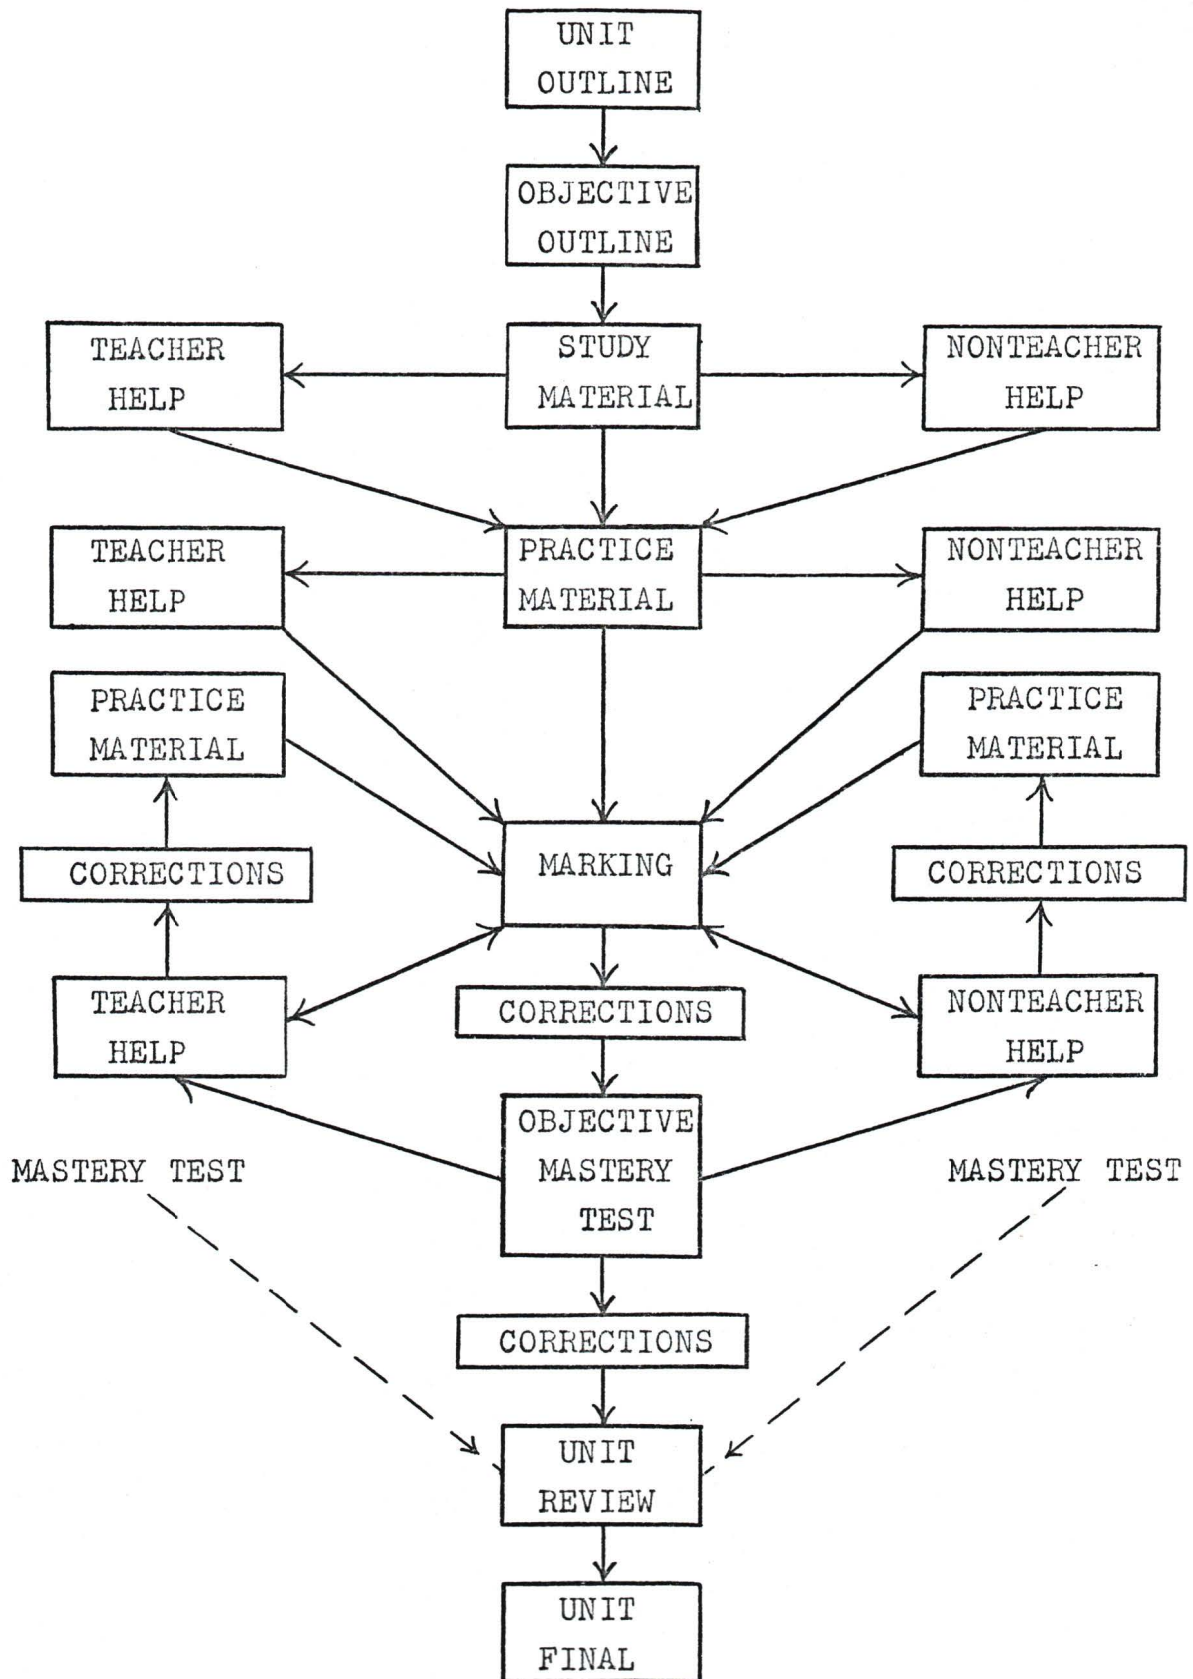 UNIT
OUTLINE
OBJECTIVE
OUTLINE
TEACHER
HELP
STUDY
MATERIAL
NONTEACHER
HELP
TEACHER
HELP
PRACTICE
MATERIAL
NONTEACHER
HELP
PRACTICE
MATERIAL
PRACTICE
MATERIAL
MARKING
CORRECTIONS
CORRECTIONS
TEACHER
HELP
CORRECTIONS
NONTEACHER
HELP
OBJECTIVE
MASTERY
TEST
MASTERY TEST
MASTERY TEST
CORRECTIONS
UNIT
REVIEW
UNIT
FINAL